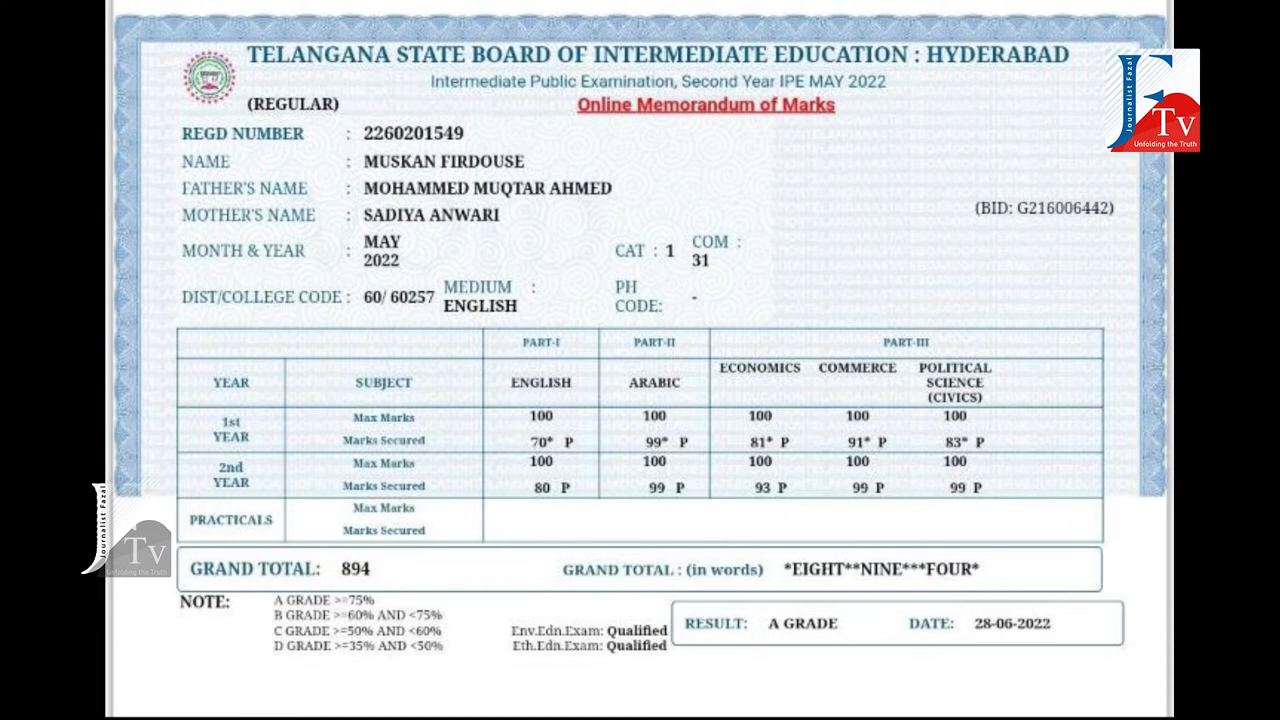 TELANGANA STATE BOARD OF INTERMEDIATE EDUCATION : HYDERABAD
Intermediate Public Examination, Second Year IPE MAY 2022
(REGULAR) Online Memorandum of Marks
REGD NUMBER : 2260201549
NAME : MUSKAN FIRDOUSE
FATHER'S NAME : MOHAMMED MUQTAR AHMED
(BID: G216006442)
MOTHER'S NAME : SADIYA ANWARI
MONTH & YEAR : MAY 2022 CAT : 1 COM : 31
DIST/COLLEGE CODE : 60/ 60257 MEDIUM : ENGLISH PH CODE: -
PART-I PART-II PART-III
YEAR SUBJECT ENGLISH ARABIC ECONOMICS COMMERCE POLITICAL SCIENCE (CIVICS)
1st YEAR Max Marks 100 100 100 100 100
Marks Secured 70* P 99* P 81* P 91* P 83* P
2nd YEAR Max Marks 100 100 100 100 100
Marks Secured 80 P 99 P 93 P 99 P 99 P
PRACTICALS Max Marks
Marks Secured
GRAND TOTAL: 894 GRAND TOTAL : (in words) *EIGHT**NINE***FOUR*
NOTE: A GRADE >=75%
B GRADE >=60% AND <75%
C GRADE >=50% AND <60%
D GRADE >=35% AND <50%
Env.Edn.Exam: Qualified
Eth.Edn.Exam: Qualified
RESULT: A GRADE DATE: 28-06-2022
Journalist Fazal
Tv
Unfolding the Truth
Journalist Fazal
Tv
Unfolding the Truth